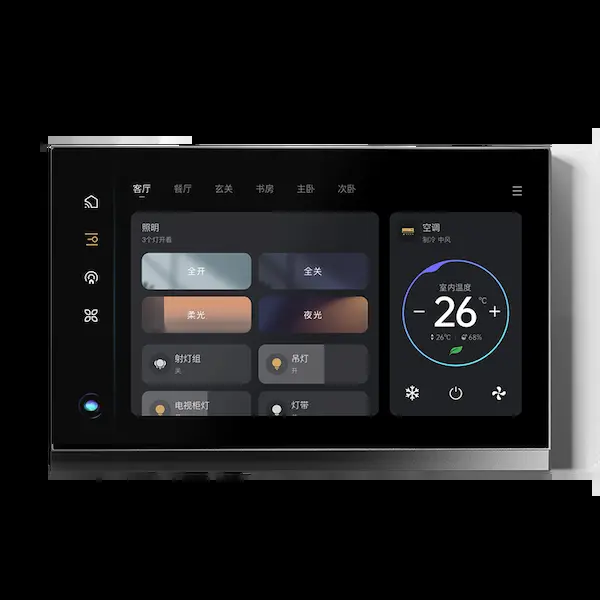 客厅 餐厅 玄关 书房 主卧 次卧
照明
3个灯开着
全开 全关
柔光 夜光
射灯组
关
吊灯
开
电视柜灯
灯带
空调
制冷 中风
室内温度
26℃
26℃ 68%